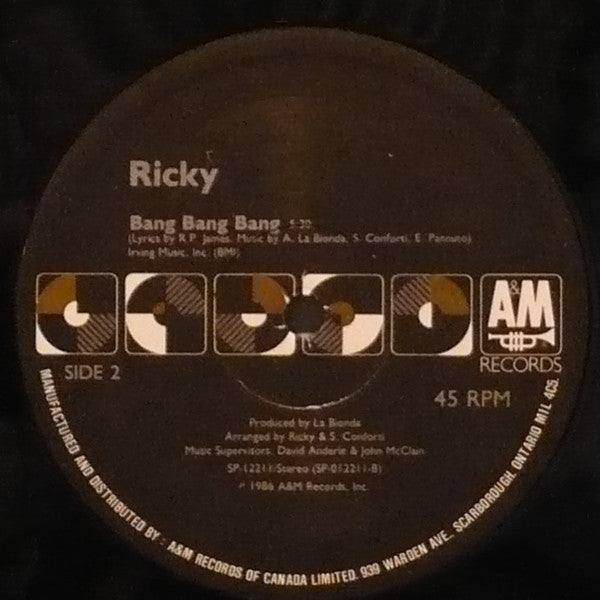 Ricky
Bang Bang Bang 5:20
(Lyrics by R.P. James, Music by A. La Bionda, S. Conforti, E. Pannuto)
Irving Music, Inc. (BMI)
A&M
RECORDS
SIDE 2
45 RPM
Produced by La Bionda
Arranged by Ricky & S. Conforti
Music Supervisors, David Anderle & John McClain
SP-12211/Stereo (SP-012211-B)
℗ 1986 A&M Records, Inc.
MANUFACTURED AND DISTRIBUTED BY: A&M RECORDS OF CANADA LIMITED. 939 WARDEN AVE. SCARBOROUGH, ONTARIO M1L 4C5.